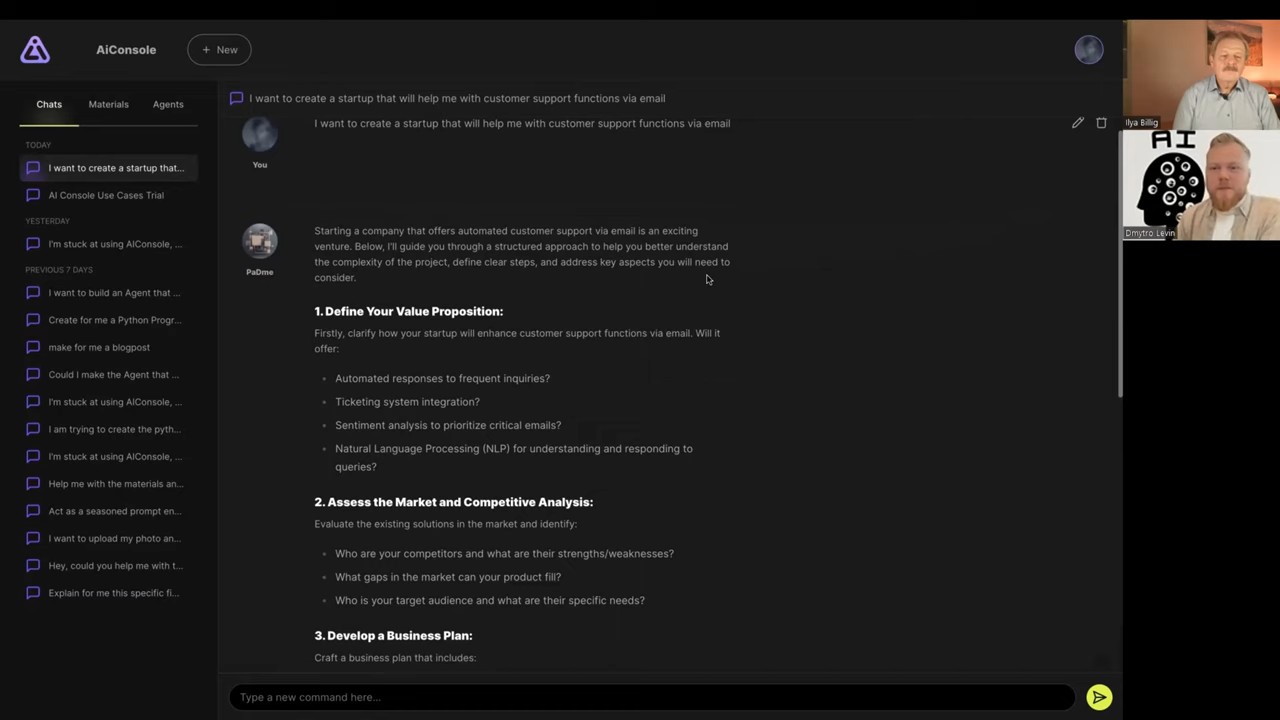 AiConsole
+ New
Chats
Materials
Agents
TODAY
I want to create a startup that...
AI Console Use Cases Trial
YESTERDAY
I'm stuck at using AIConsole, ...
PREVIOUS 7 DAYS
I want to build an Agent that ...
Create for me a Python Progr...
make for me a blogpost
Could I make the Agent that ...
I'm stuck at using AIConsole, ...
I am trying to create the pyth...
I'm stuck at using AIConsole, ...
Help me with the materials an...
Act as a seasoned prompt en...
I want to upload my photo an...
Hey, could you help me with t...
Explain for me this specific fi...
I want to create a startup that will help me with customer support functions via email
I want to create a startup that will help me with customer support functions via email
You
PaDme
Starting a company that offers automated customer support via email is an exciting
venture. Below, I'll guide you through a structured approach to help you better understand
the complexity of the project, define clear steps, and address key aspects you will need to
consider.
1. Define Your Value Proposition:
Firstly, clarify how your startup will enhance customer support functions via email. Will it
offer:
• Automated responses to frequent inquiries?
• Ticketing system integration?
• Sentiment analysis to prioritize critical emails?
• Natural Language Processing (NLP) for understanding and responding to
queries?
2. Assess the Market and Competitive Analysis:
Evaluate the existing solutions in the market and identify:
• Who are your competitors and what are their strengths/weaknesses?
• What gaps in the market can your product fill?
• Who is your target audience and what are their specific needs?
3. Develop a Business Plan:
Craft a business plan that includes:
Type a new command here...
Ilya Billig
AI
Dmytro Levin